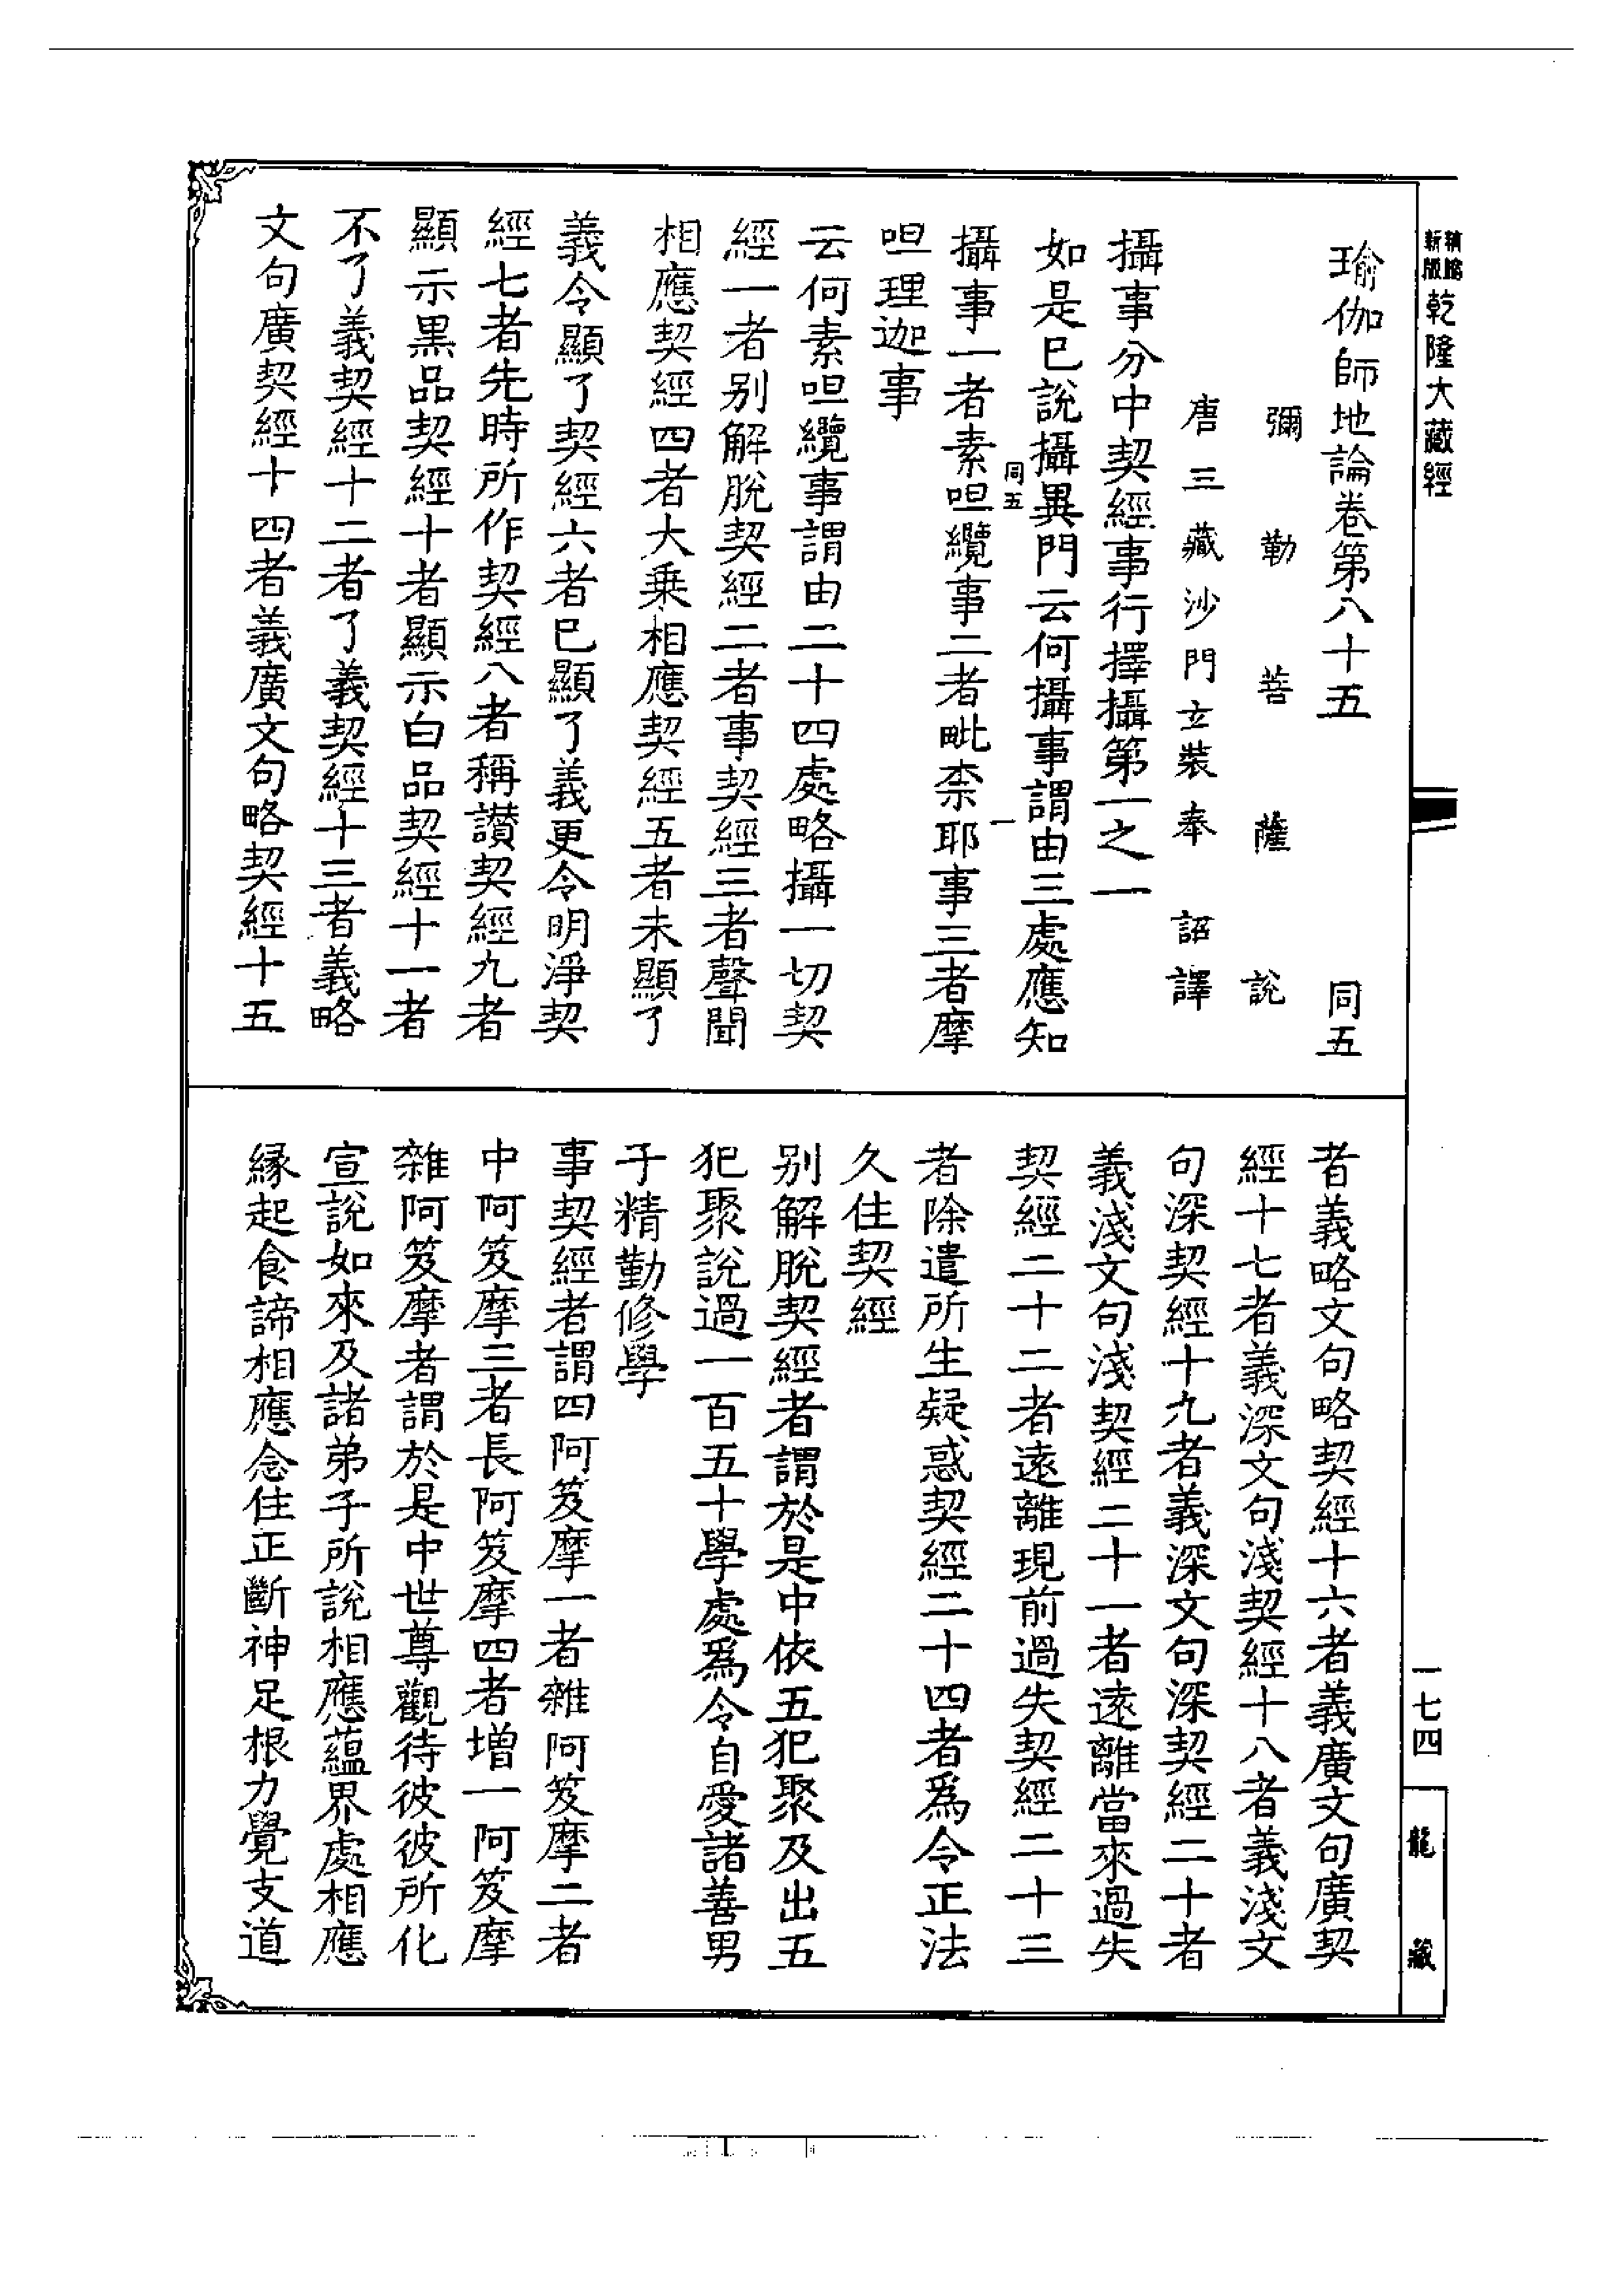 新版
縮
乾隆大藏經
瑜伽師地論卷第八十五　同五
彌勒菩薩說
唐三藏沙門玄奘奉詔譯
攝事分中契經事行擇攝第一之一
如是巳說攝異門云何攝事謂由三處應知
同五　一
攝事一者素呾纜事二者毗柰耶事三者摩
呾理迦事
云何素呾纜事謂由二十四處略攝一切契
經一者别解脫契經二者事契經三者聲聞
相應契經四者大乘相應契經五者未顯了
義令顯了契經六者巳顯了義更令明淨契
經七者先時所作契經八者稱讃契經九者
顯示黒品契經十者顯示白品契經十一者
不了義契經十二者了義契經十三者義略
文句廣契經十四者義廣文句略契經十五
者義略文句略契經十六者義廣文句廣契
經十七者義深文句淺契經十八者義淺文
句深契經十九者義深文句深契經二十者
義淺文句淺契經二十一者遠離當來過失
契經二十二者遠離現前過失契經二十三
者除遣所生疑惑契經二十四者爲令正法
久住契經
别解脫契經者謂於是中依五犯聚及出五
犯聚說過一百五十學處爲令自愛諸善男
子精勤修學
事契經者謂四阿笈摩一者雜阿笈摩二者
中阿笈摩三者長阿笈摩四者增一阿笈摩
雜阿笈摩者謂於是中世尊觀待彼彼所化
宣說如來及諸弟子所說相應蘊界處相應
縁起食諦相應念住正斷神足根力覺支道
一七四
龍藏